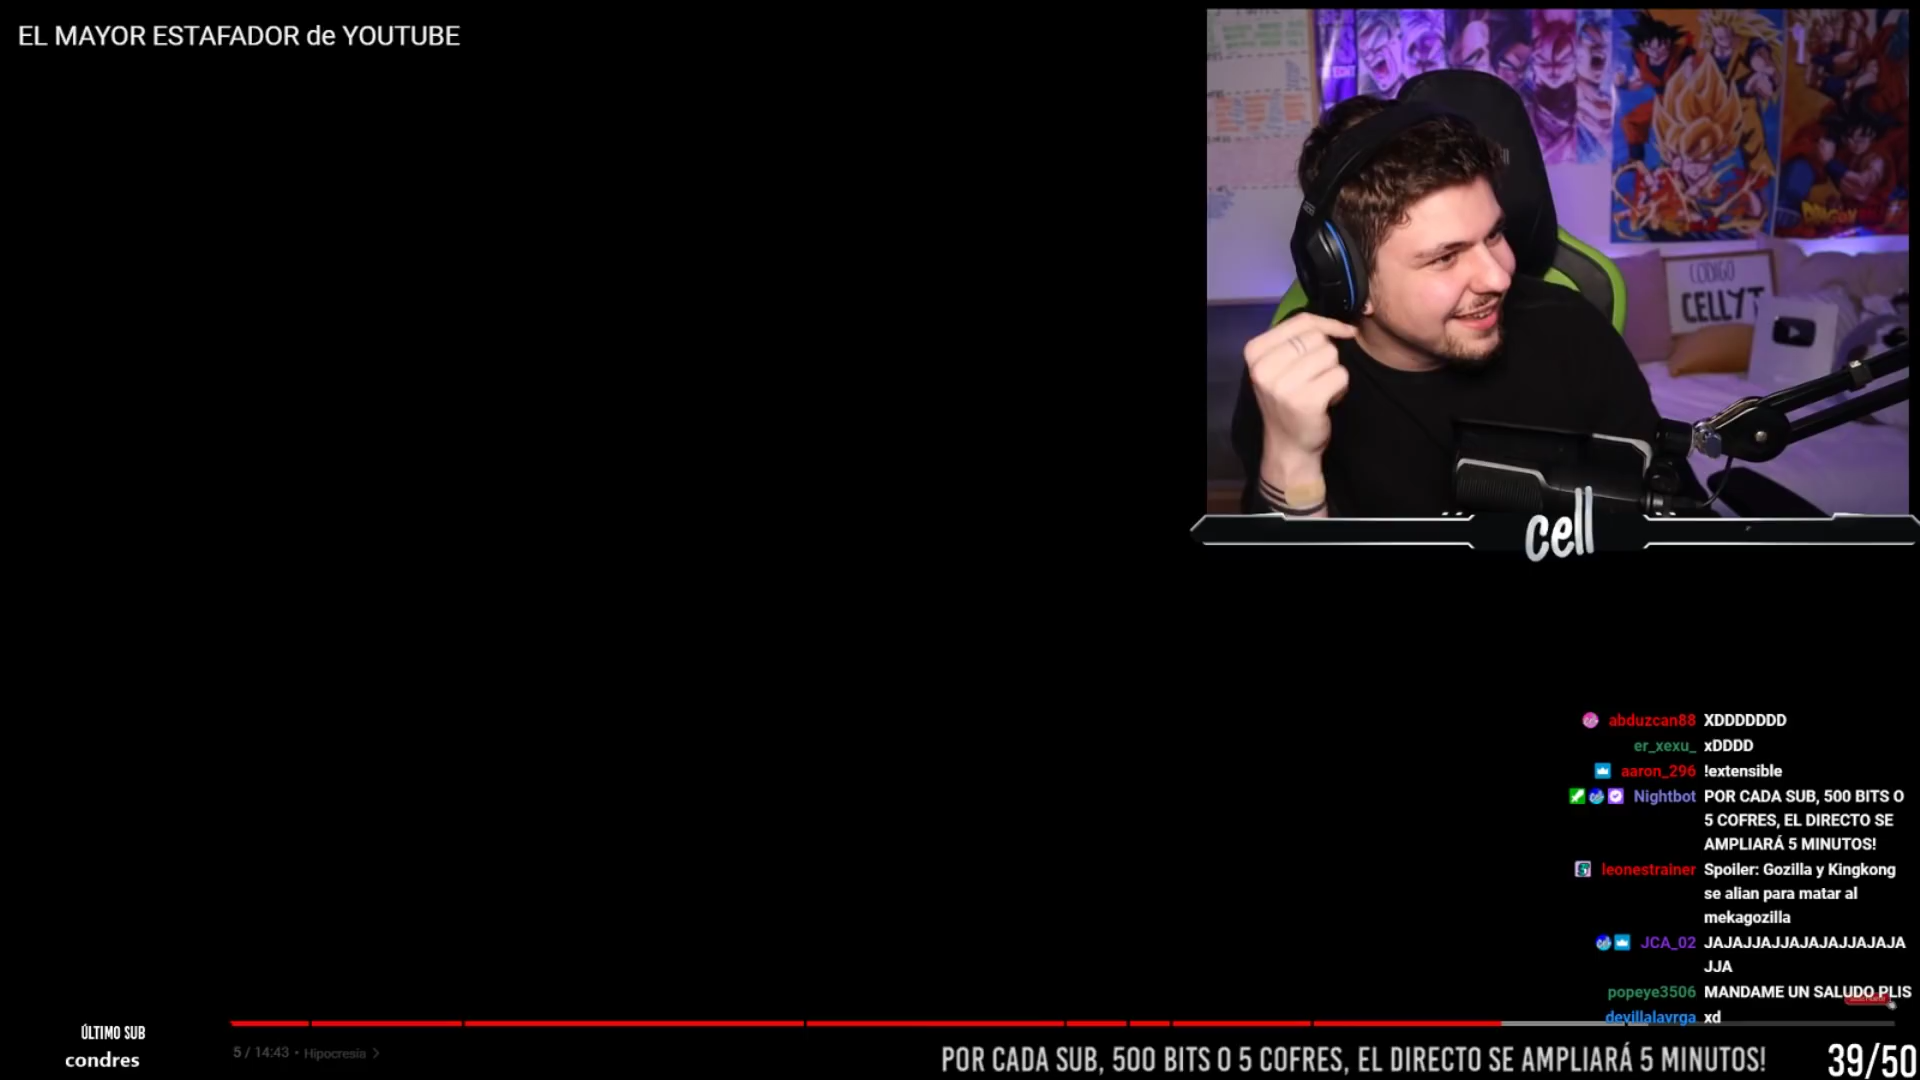 EL MAYOR ESTAFADOR de YOUTUBE
CODIGO
CELLYT
cell
abduzcan88 XDDDDDDD
er_xexu_ xDDDD
aaron_296 !extensible
Nightbot POR CADA SUB, 500 BITS O
5 COFRES, EL DIRECTO SE
AMPLIARÁ 5 MINUTOS!
leonestrainer Spoiler: Gozilla y Kingkong
se alian para matar al
mekagozilla
JCA_02 JAJAJJAJJAJAJAJJAJAJA
JJA
popeye3506 MANDAME UN SALUDO PLIS
devillalavrga xd
ÚLTIMO SUB
condres
5 / 14:43 • Hipocresia
POR CADA SUB, 500 BITS O 5 COFRES, EL DIRECTO SE AMPLIARÁ 5 MINUTOS!
39/50